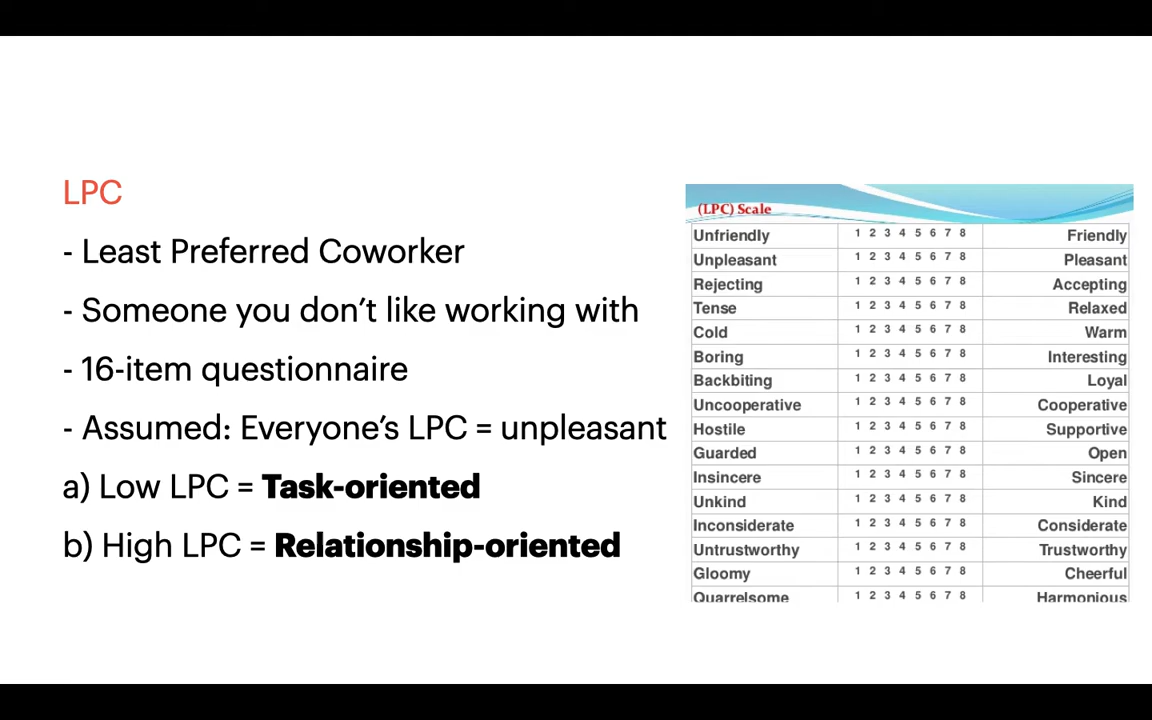 LPC
- Least Preferred Coworker
- Someone you don’t like working with
- 16-item questionnaire
- Assumed: Everyone’s LPC = unpleasant
a) Low LPC = Task-oriented
b) High LPC = Relationship-oriented
(LPC) Scale
Unfriendly 1 2 3 4 5 6 7 8 Friendly
Unpleasant 1 2 3 4 5 6 7 8 Pleasant
Rejecting 1 2 3 4 5 6 7 8 Accepting
Tense 1 2 3 4 5 6 7 8 Relaxed
Cold 1 2 3 4 5 6 7 8 Warm
Boring 1 2 3 4 5 6 7 8 Interesting
Backbiting 1 2 3 4 5 6 7 8 Loyal
Uncooperative 1 2 3 4 5 6 7 8 Cooperative
Hostile 1 2 3 4 5 6 7 8 Supportive
Guarded 1 2 3 4 5 6 7 8 Open
Insincere 1 2 3 4 5 6 7 8 Sincere
Unkind 1 2 3 4 5 6 7 8 Kind
Inconsiderate 1 2 3 4 5 6 7 8 Considerate
Untrustworthy 1 2 3 4 5 6 7 8 Trustworthy
Gloomy 1 2 3 4 5 6 7 8 Cheerful
Quarrelsome 1 2 3 4 5 6 7 8 Harmonious